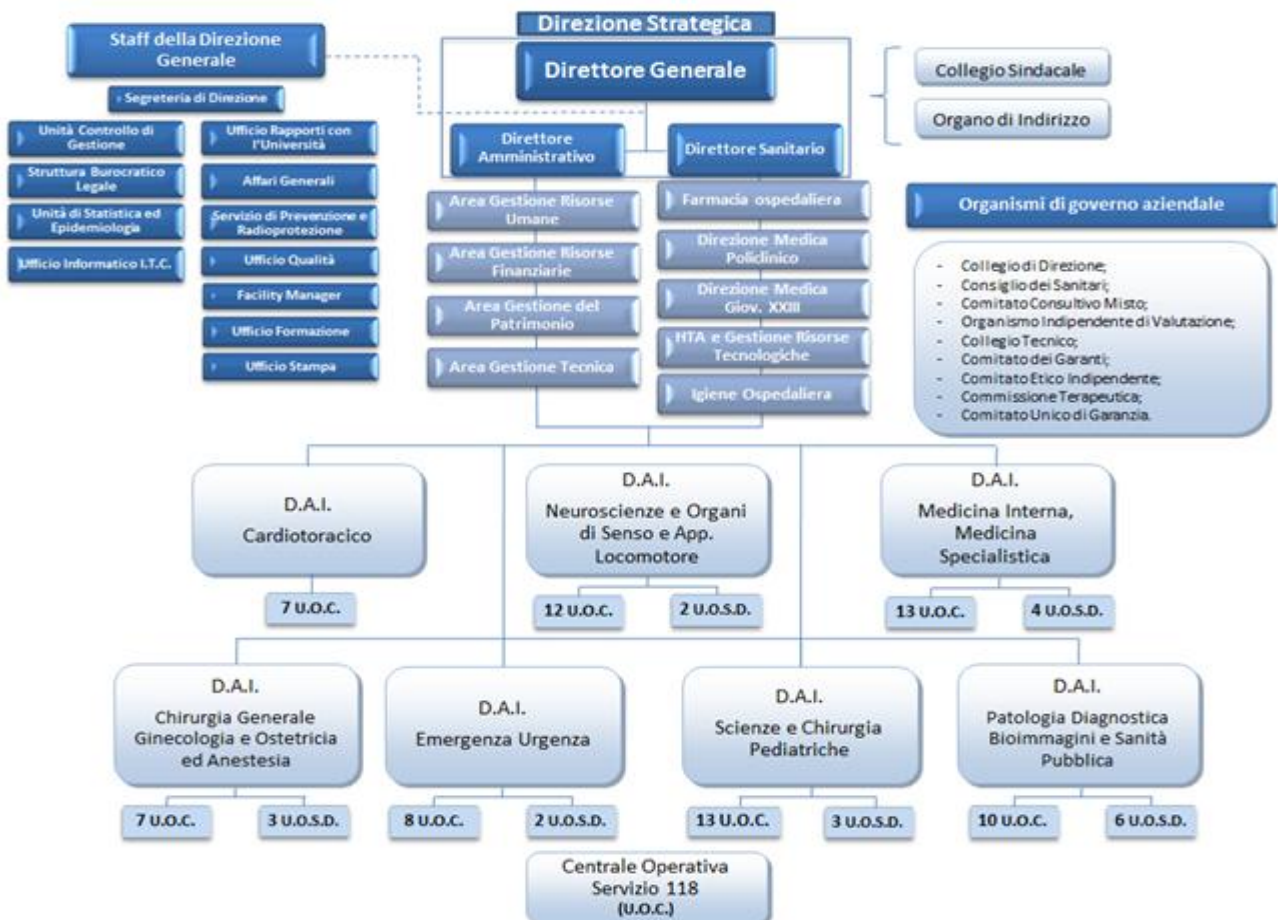 Direzione Strategica
Staff della Direzione
Generale
Direttore Generale
Collegio Sindacale
Organo di Indirizzo
Segreteria di Direzione
Unità Controllo di
Gestione
Struttura Burocratico
Legale
Unità di Statistica ed
Epidemiologia
Ufficio Informatico I.T.C.
Ufficio Rapporti con
l'Università
Affari Generali
Servizio di Prevenzione e
Radioprotezione
Ufficio Qualità
Facility Manager
Ufficio Formazione
Ufficio Stampa
Direttore
Amministrativo
Direttore Sanitario
Area Gestione Risorse
Umane
Area Gestione Risorse
Finanziarie
Area Gestione del
Patrimonio
Area Gestione Tecnica
Farmacia ospedaliera
Direzione Medica
Policlinico
Direzione Medica
Giov. XXIII
HTA e Gestione Risorse
Tecnologiche
Igiene Ospedaliera
Organismi di governo aziendale
- Collegio di Direzione;
- Consiglio dei Sanitari;
- Comitato Consultivo Misto;
- Organismo Indipendente di Valutazione;
- Collegio Tecnico;
- Comitato dei Garanti;
- Comitato Etico Indipendente;
- Commissione Terapeutica;
- Comitato Unico di Garanzia.
D.A.I.
Cardiotoracico
7 U.O.C.
D.A.I.
Neuroscienze e Organi
di Senso e App.
Locomotore
12 U.O.C.
2 U.O.S.D.
D.A.I.
Medicina Interna,
Medicina
Specialistica
13 U.O.C.
4 U.O.S.D.
D.A.I.
Chirurgia Generale
Ginecologia e Ostetricia
ed Anestesia
7 U.O.C.
3 U.O.S.D.
D.A.I.
Emergenza Urgenza
8 U.O.C.
2 U.O.S.D.
D.A.I.
Scienze e Chirurgia
Pediatriche
13 U.O.C.
3 U.O.S.D.
D.A.I.
Patologia Diagnostica
Bioimmagini e Sanità
Pubblica
10 U.O.C.
6 U.O.S.D.
Centrale Operativa
Servizio 118
(U.O.C.)